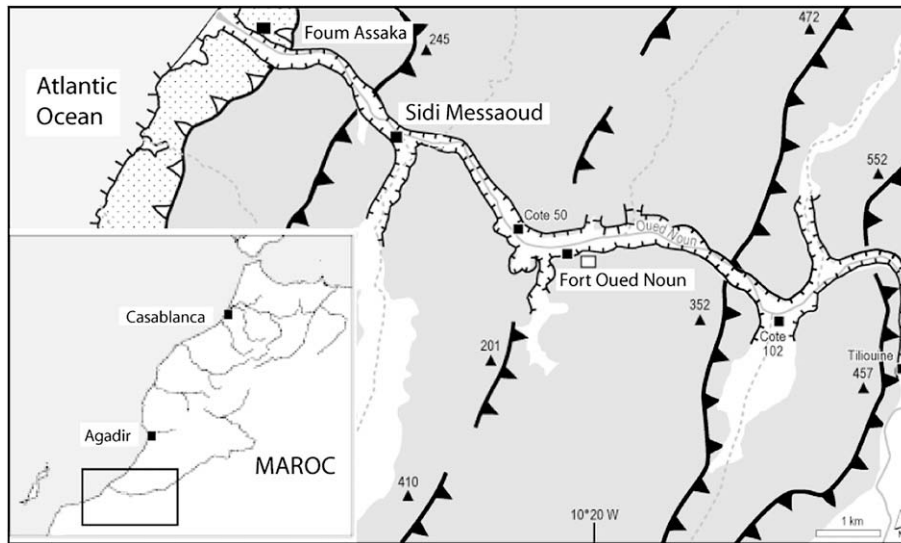 Foum Assaka
245
472
Atlantic
Ocean
Sidi Messaoud
552
Cote 50
Oued Noun
Fort Oued Noun
352
Cote
102
Tiliouine
457
201
410
10°20 W
1 km
Casablanca
Agadir
MAROC